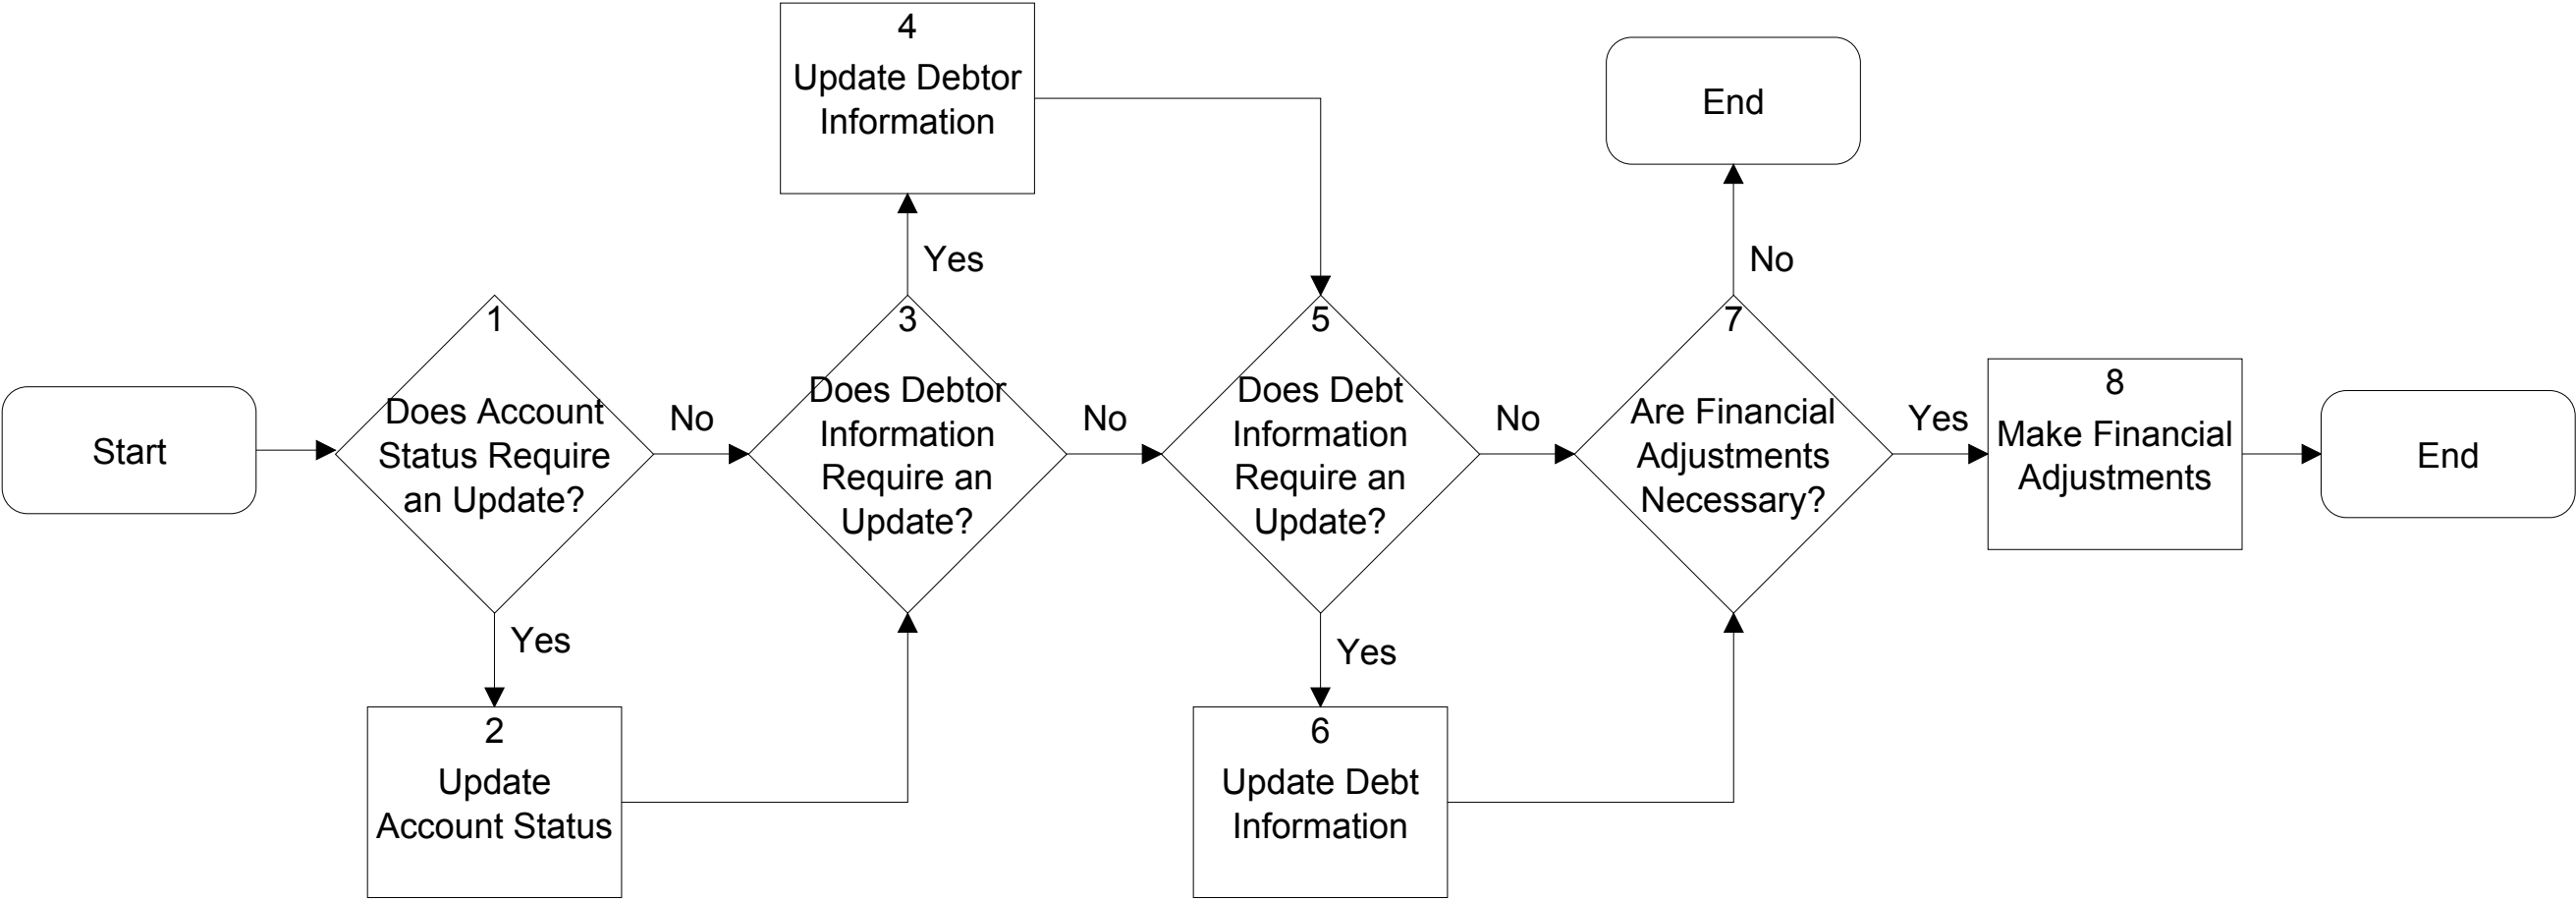 Start
1
Does Account
Status Require
an Update?
Yes
No
2
Update
Account Status
3
Does Debtor
Information
Require an
Update?
Yes
No
4
Update Debtor
Information
5
Does Debt
Information
Require an
Update?
Yes
No
6
Update Debt
Information
7
Are Financial
Adjustments
Necessary?
No
End
Yes
8
Make Financial
Adjustments
End